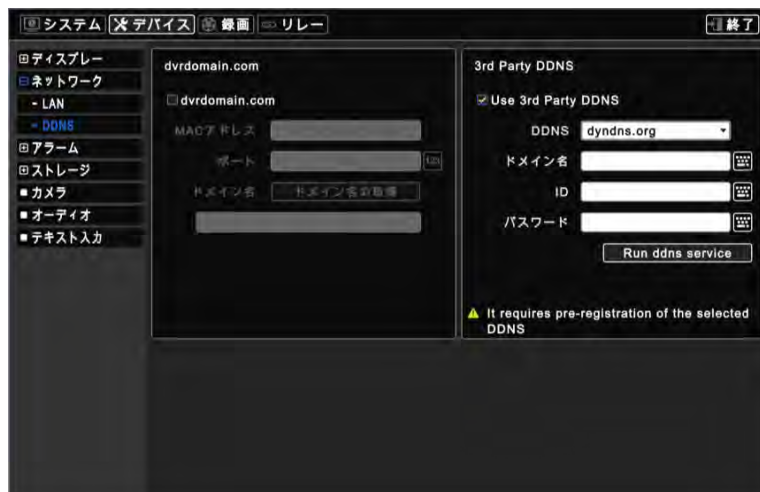 システム デバイス 録画 リレー 終了
ディスプレー
ネットワーク
- LAN
- DDNS
アラーム
ストレージ
カメラ
オーディオ
テキスト入力
dvrdomain.com
dvrdomain.com
MACアドレス
ポート
123
ドメイン名 ドメイン名の取得
3rd Party DDNS
Use 3rd Party DDNS
DDNS dyndns.org
ドメイン名
ID
パスワード
Run ddns service
It requires pre-registration of the selected
DDNS